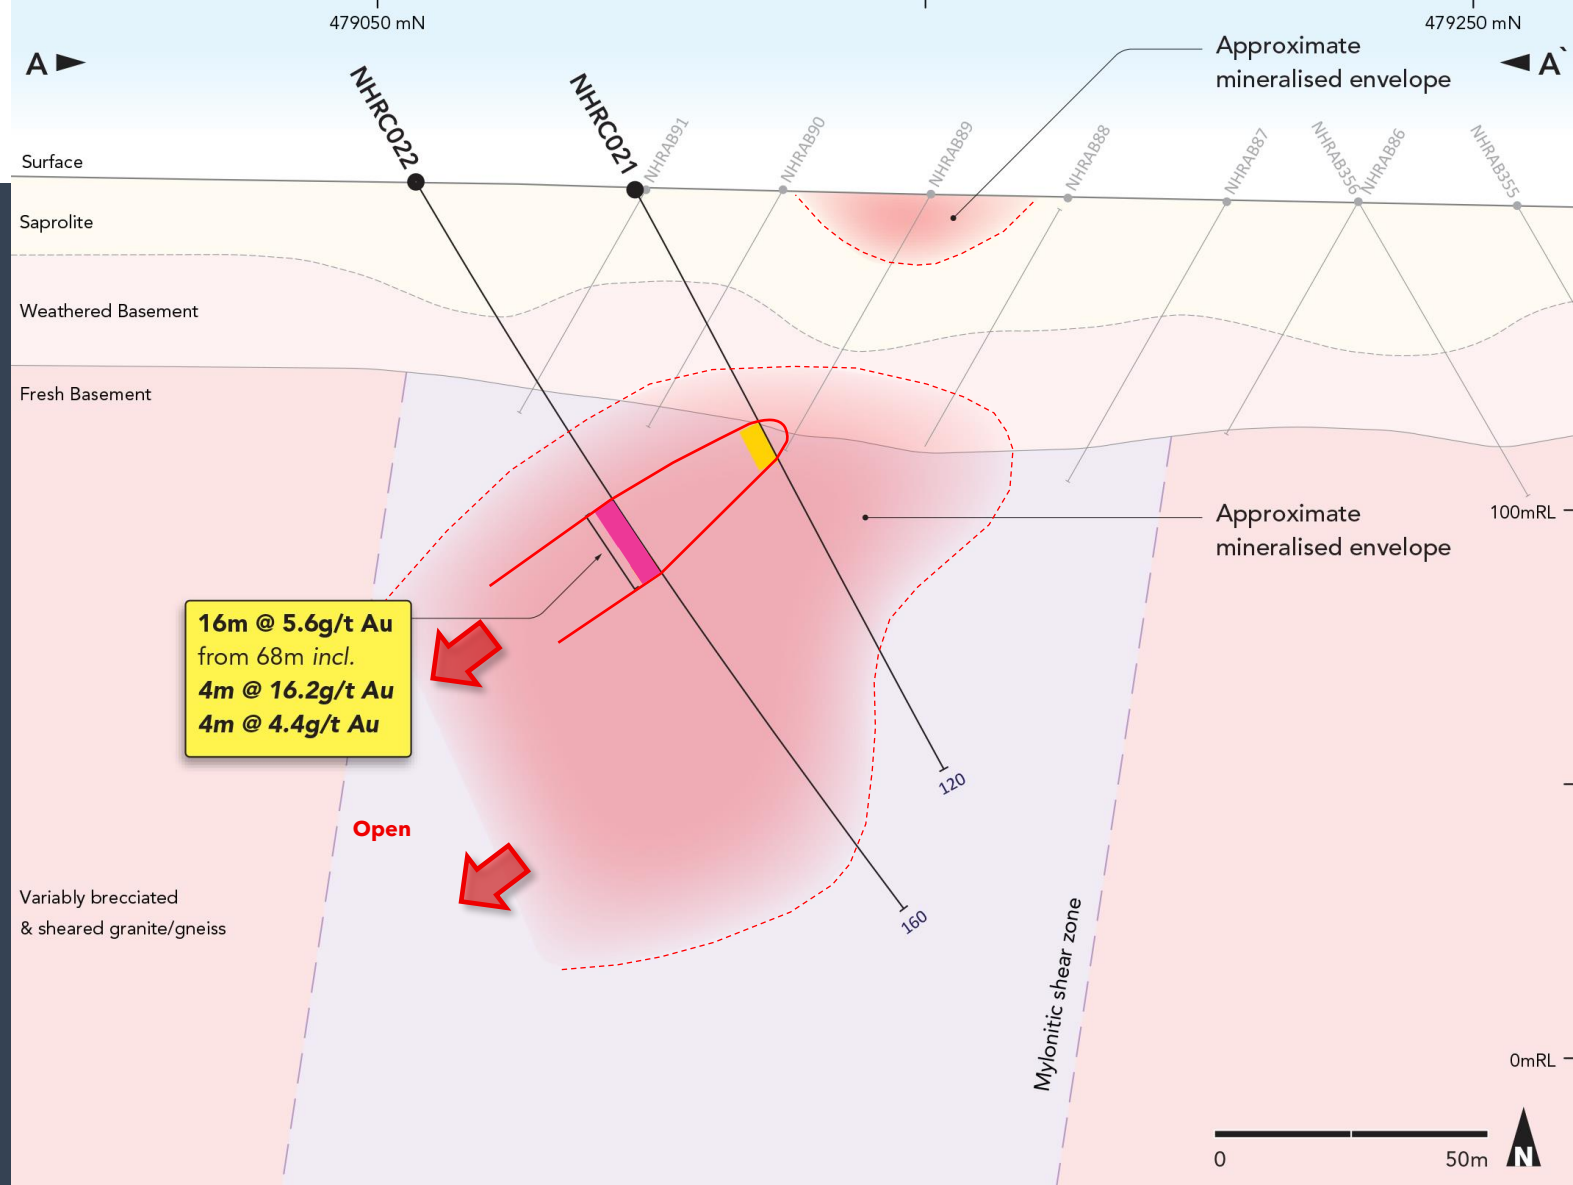 479050 mN
479250 mN
A
A`
Approximate
mineralised envelope
NHRC022
NHRC021
NHRAB91
NHRAB90
NHRAB89
NHRAB88
NHRAB87
NHRAB356
NHRAB86
NHRAB355
Surface
Saprolite
Weathered Basement
Fresh Basement
100mRL
Approximate
mineralised envelope
16m @ 5.6g/t Au
from 68m incl.
4m @ 16.2g/t Au
4m @ 4.4g/t Au
120
Open
Variably brecciated
& sheared granite/gneiss
160
Mylonitic shear zone
0mRL
0
50m
N